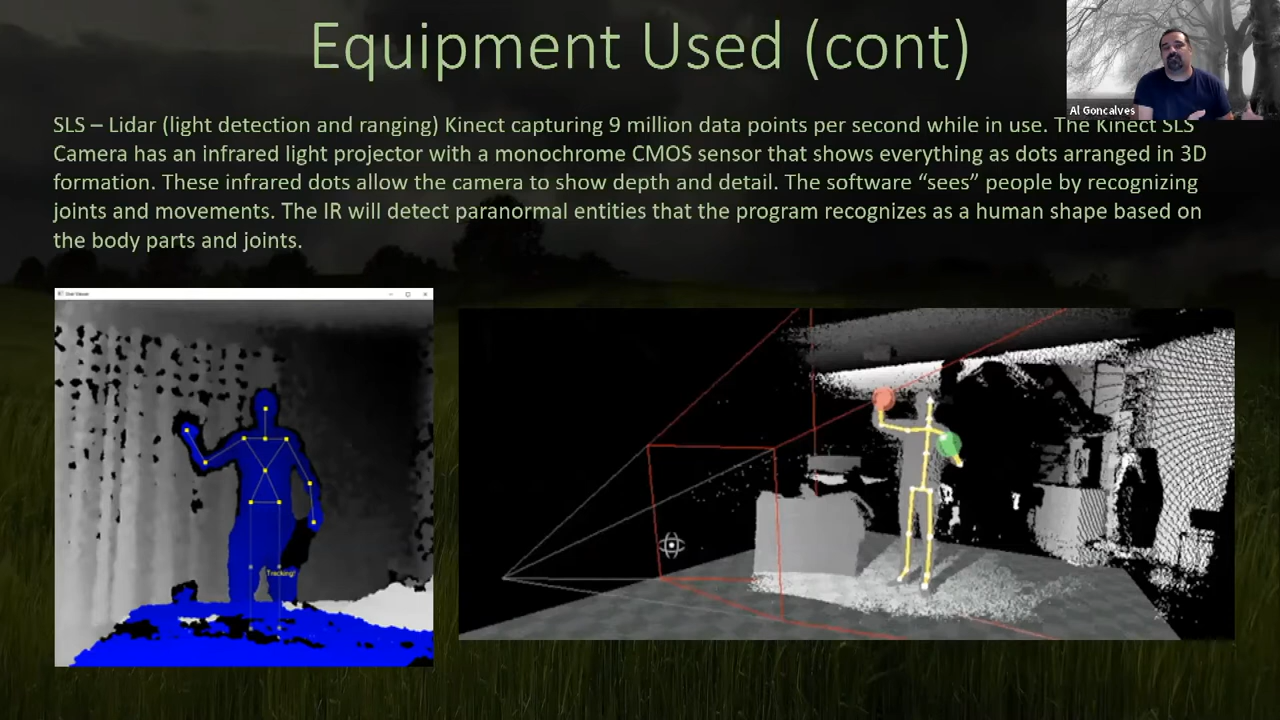 Equipment Used (cont)
Al Goncalves
SLS – Lidar (light detection and ranging) Kinect capturing 9 million data points per second while in use. The Kinect SLS
Camera has an infrared light projector with a monochrome CMOS sensor that shows everything as dots arranged in 3D
formation. These infrared dots allow the camera to show depth and detail. The software “sees” people by recognizing
joints and movements. The IR will detect paranormal entities that the program recognizes as a human shape based on
the body parts and joints.
Tracking!